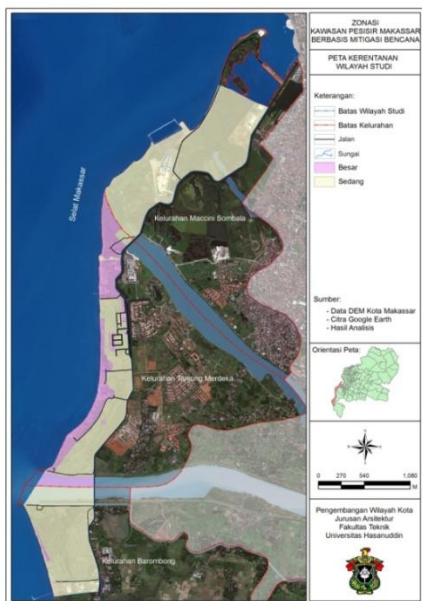 ZONASI
KAWASAN PESISIR MAKASSAR
BERBASIS MITIGASI BENCANA
PETA KERENTANAN
WILAYAH STUDI
Keterangan:
Batas Wilayah Studi
Batas Kelurahan
Jalan
Sungai
Besar
Sedang
Sumber:
- Data DEM Kota Makassar
- Citra Google Earth
- Hasil Analisis
Orientasi Peta:
0 270 540 1,080
M
Pengembangan Wilayah Kota
Jurusan Arsitektur
Fakultas Teknik
Universitas Hasanuddin
Selat Makassar
Kelurahan Maccini Sombala
Kelurahan Tanjung Merdeka
Kelurahan Barombong